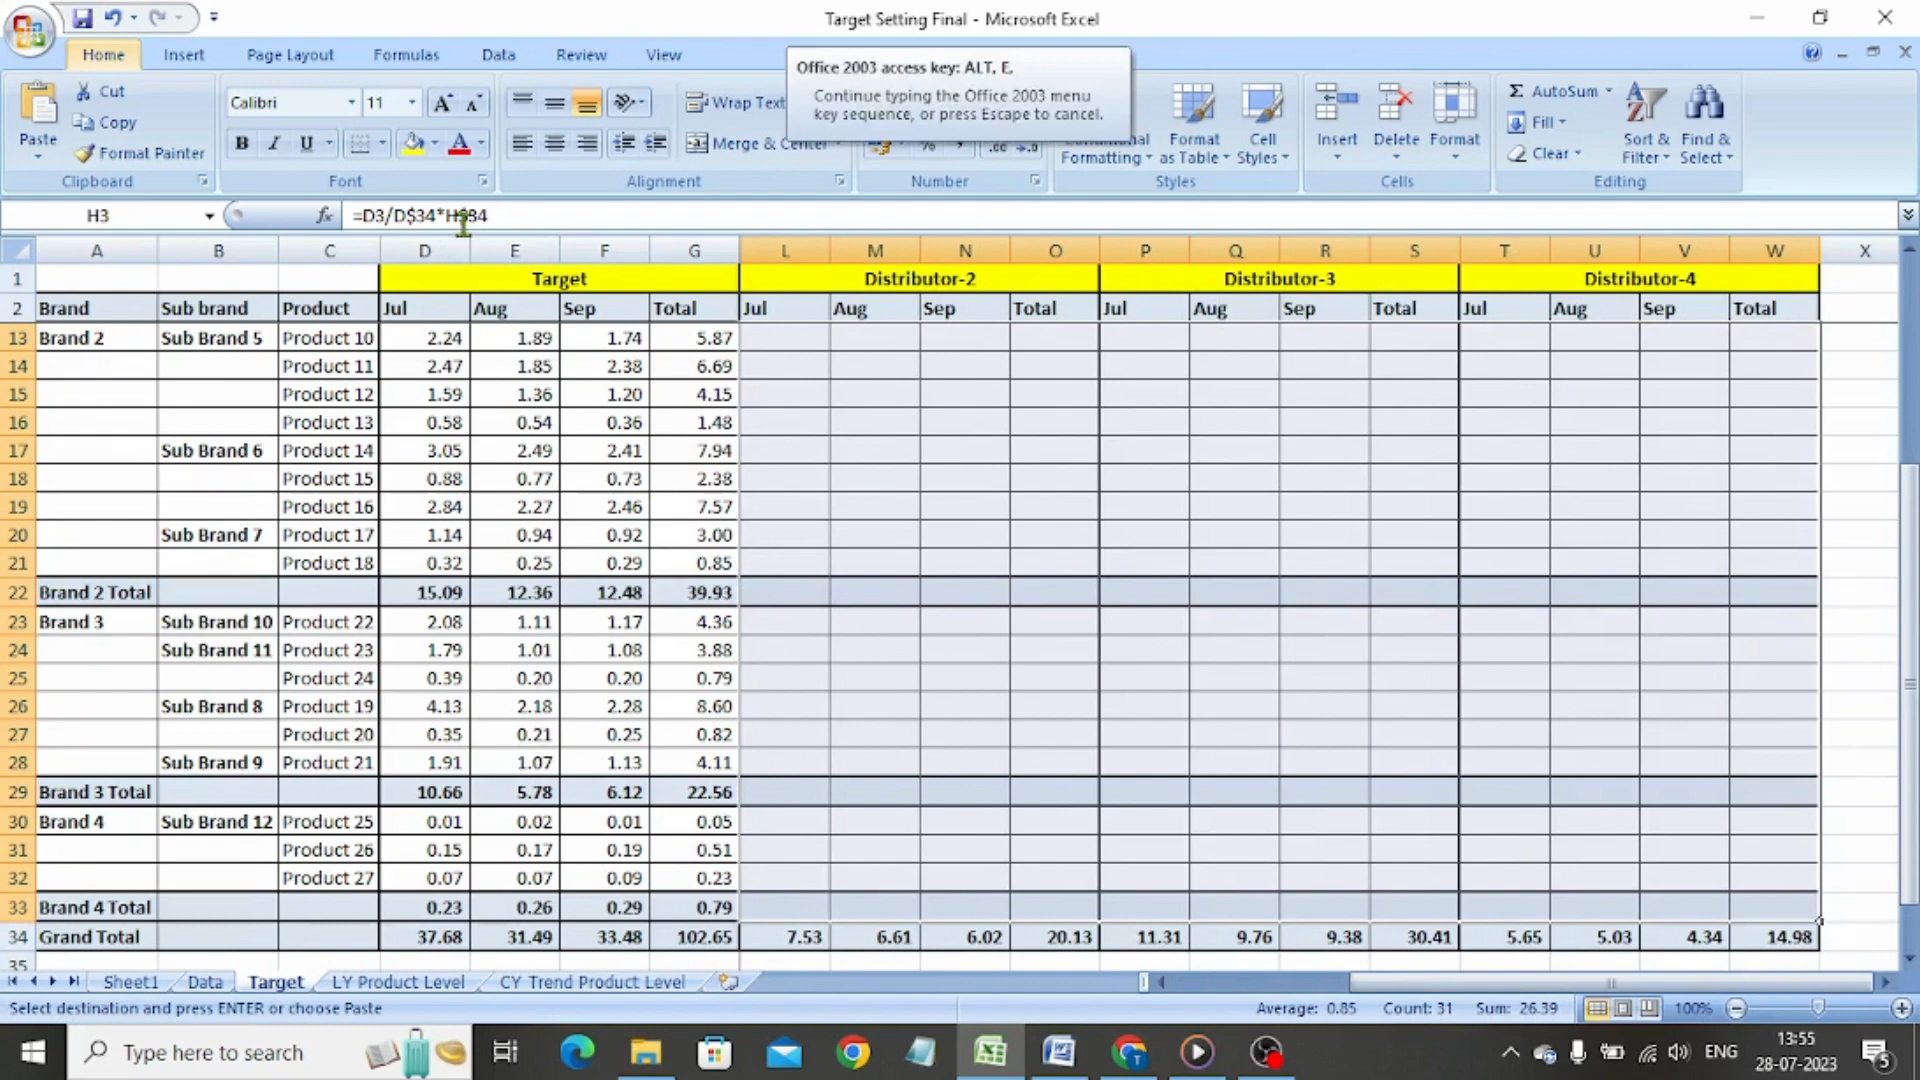 Target Setting Final - Microsoft Excel
Home Insert Page Layout Formulas Data Review View
Office 2003 access key: ALT, E,
Continue typing the Office 2003 menu
key sequence, or press Escape to cancel.
Paste
Cut
Copy
Format Painter
Clipboard
Calibri 11
B I U
Font
Wrap Text
Merge & Center
Alignment
Number
Formatting
Format as Table
Cell Styles
Styles
Insert Delete Format
Cells
Σ AutoSum
Fill
Clear
Sort & Filter
Find & Select
Editing
H3 fx =D3/D$34*H$34
A B C D E F G L M N O P Q R S T U V W X
1 Target Distributor-2 Distributor-3 Distributor-4
2 Brand Sub brand Product Jul Aug Sep Total Jul Aug Sep Total Jul Aug Sep Total Jul Aug Sep Total
13 Brand 2 Sub Brand 5 Product 10 2.24 1.89 1.74 5.87
14 Product 11 2.47 1.85 2.38 6.69
15 Product 12 1.59 1.36 1.20 4.15
16 Product 13 0.58 0.54 0.36 1.48
17 Sub Brand 6 Product 14 3.05 2.49 2.41 7.94
18 Product 15 0.88 0.77 0.73 2.38
19 Product 16 2.84 2.27 2.46 7.57
20 Sub Brand 7 Product 17 1.14 0.94 0.92 3.00
21 Product 18 0.32 0.25 0.29 0.85
22 Brand 2 Total 15.09 12.36 12.48 39.93
23 Brand 3 Sub Brand 10 Product 22 2.08 1.11 1.17 4.36
24 Sub Brand 11 Product 23 1.79 1.01 1.08 3.88
25 Product 24 0.39 0.20 0.20 0.79
26 Sub Brand 8 Product 19 4.13 2.18 2.28 8.60
27 Product 20 0.35 0.21 0.25 0.82
28 Sub Brand 9 Product 21 1.91 1.07 1.13 4.11
29 Brand 3 Total 10.66 5.78 6.12 22.56
30 Brand 4 Sub Brand 12 Product 25 0.01 0.02 0.01 0.05
31 Product 26 0.15 0.17 0.19 0.51
32 Product 27 0.07 0.07 0.09 0.23
33 Brand 4 Total 0.23 0.26 0.29 0.79
34 Grand Total 37.68 31.49 33.48 102.65 7.53 6.61 6.02 20.13 11.31 9.76 9.38 30.41 5.65 5.03 4.34 14.98
35
Sheet1 Data Target LY Product Level CY Trend Product Level
Select destination and press ENTER or choose Paste Average: 0.85 Count: 31 Sum: 26.39 100%
Type here to search
ENG
13:55
28-07-2023
5